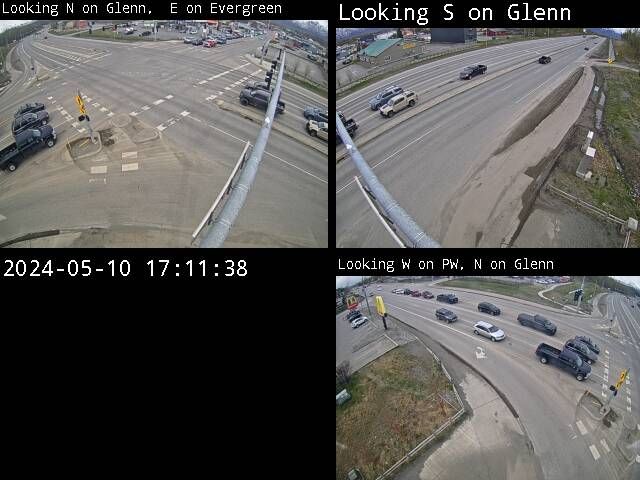 Looking N on Glenn,  E on Evergreen
Looking S on Glenn
2024-05-10 17:11:38
Looking W on PW, N on Glenn